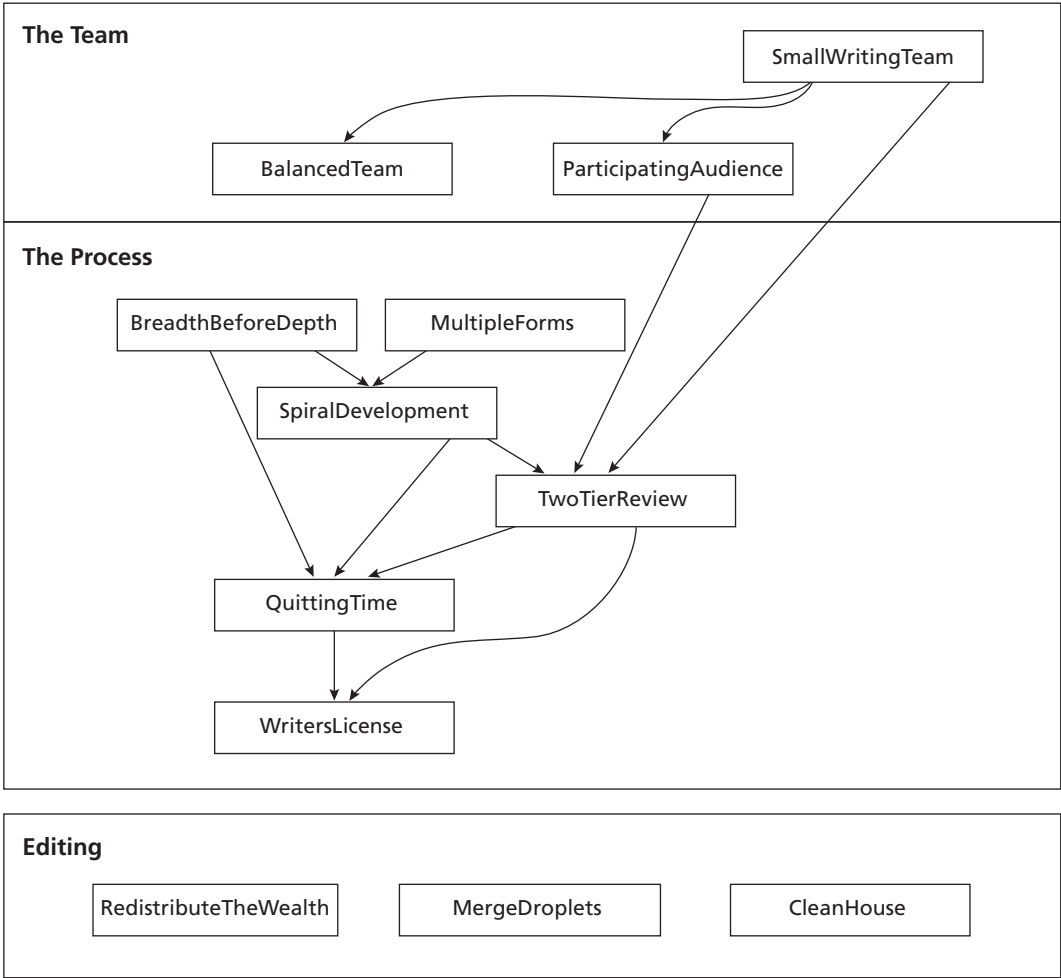 The Team
SmallWritingTeam
BalancedTeam
ParticipatingAudience
The Process
BreadthBeforeDepth
MultipleForms
SpiralDevelopment
TwoTierReview
QuittingTime
WritersLicense
Editing
RedistributeTheWealth
MergeDroplets
CleanHouse